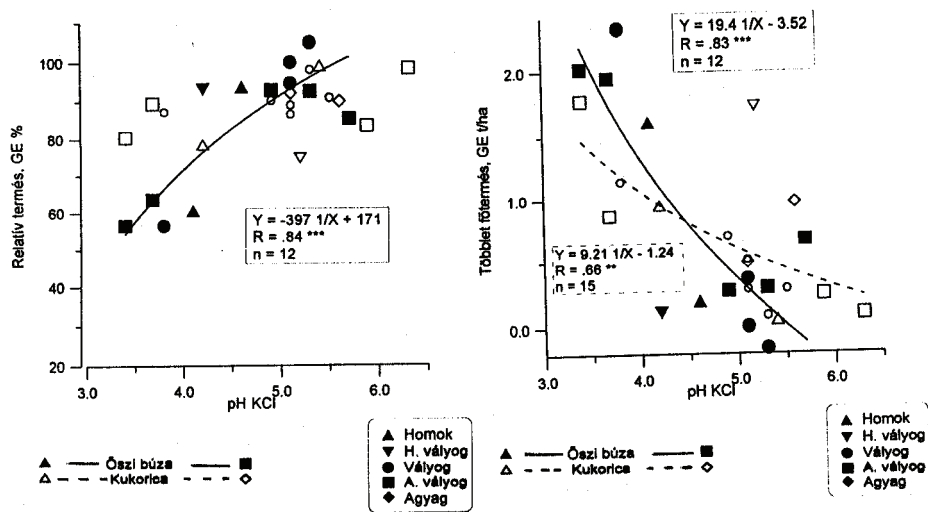 Relatív termés, GE %
100
80
60
40
20
3.0 4.0 5.0 6.0
pH KCl
Y = -397 1/X + 171
R = .84 ***
n = 12
Őszi búza
Kukorica
Homok
H. vályog
Vályog
A. vályog
Agyag
Többlet főtermés, GE t/ha
2.0
1.0
0.0
3.0 4.0 5.0 6.0
pH KCl
Y = 19.4 1/X - 3.52
R = .83 ***
n = 12
Y = 9.21 1/X - 1.24
R = .66 **
n = 15
Őszi búza
Kukorica
Homok
H. vályog
Vályog
A. vályog
Agyag